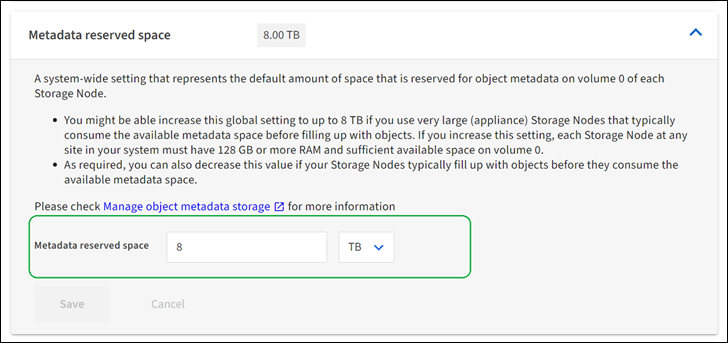 Metadata reserved space 8.00 TB
A system-wide setting that represents the default amount of space that is reserved for object metadata on volume 0 of each
Storage Node.
• You might be able increase this global setting to up to 8 TB if you use very large (appliance) Storage Nodes that typically
consume the available metadata space before filling up with objects. If you increase this setting, each Storage Node at any
site in your system must have 128 GB or more RAM and sufficient available space on volume 0.
• As required, you can also decrease this value if your Storage Nodes typically fill up with objects before they consume the
available metadata space.
Please check Manage object metadata storage for more information
Metadata reserved space 8 TB
Save Cancel